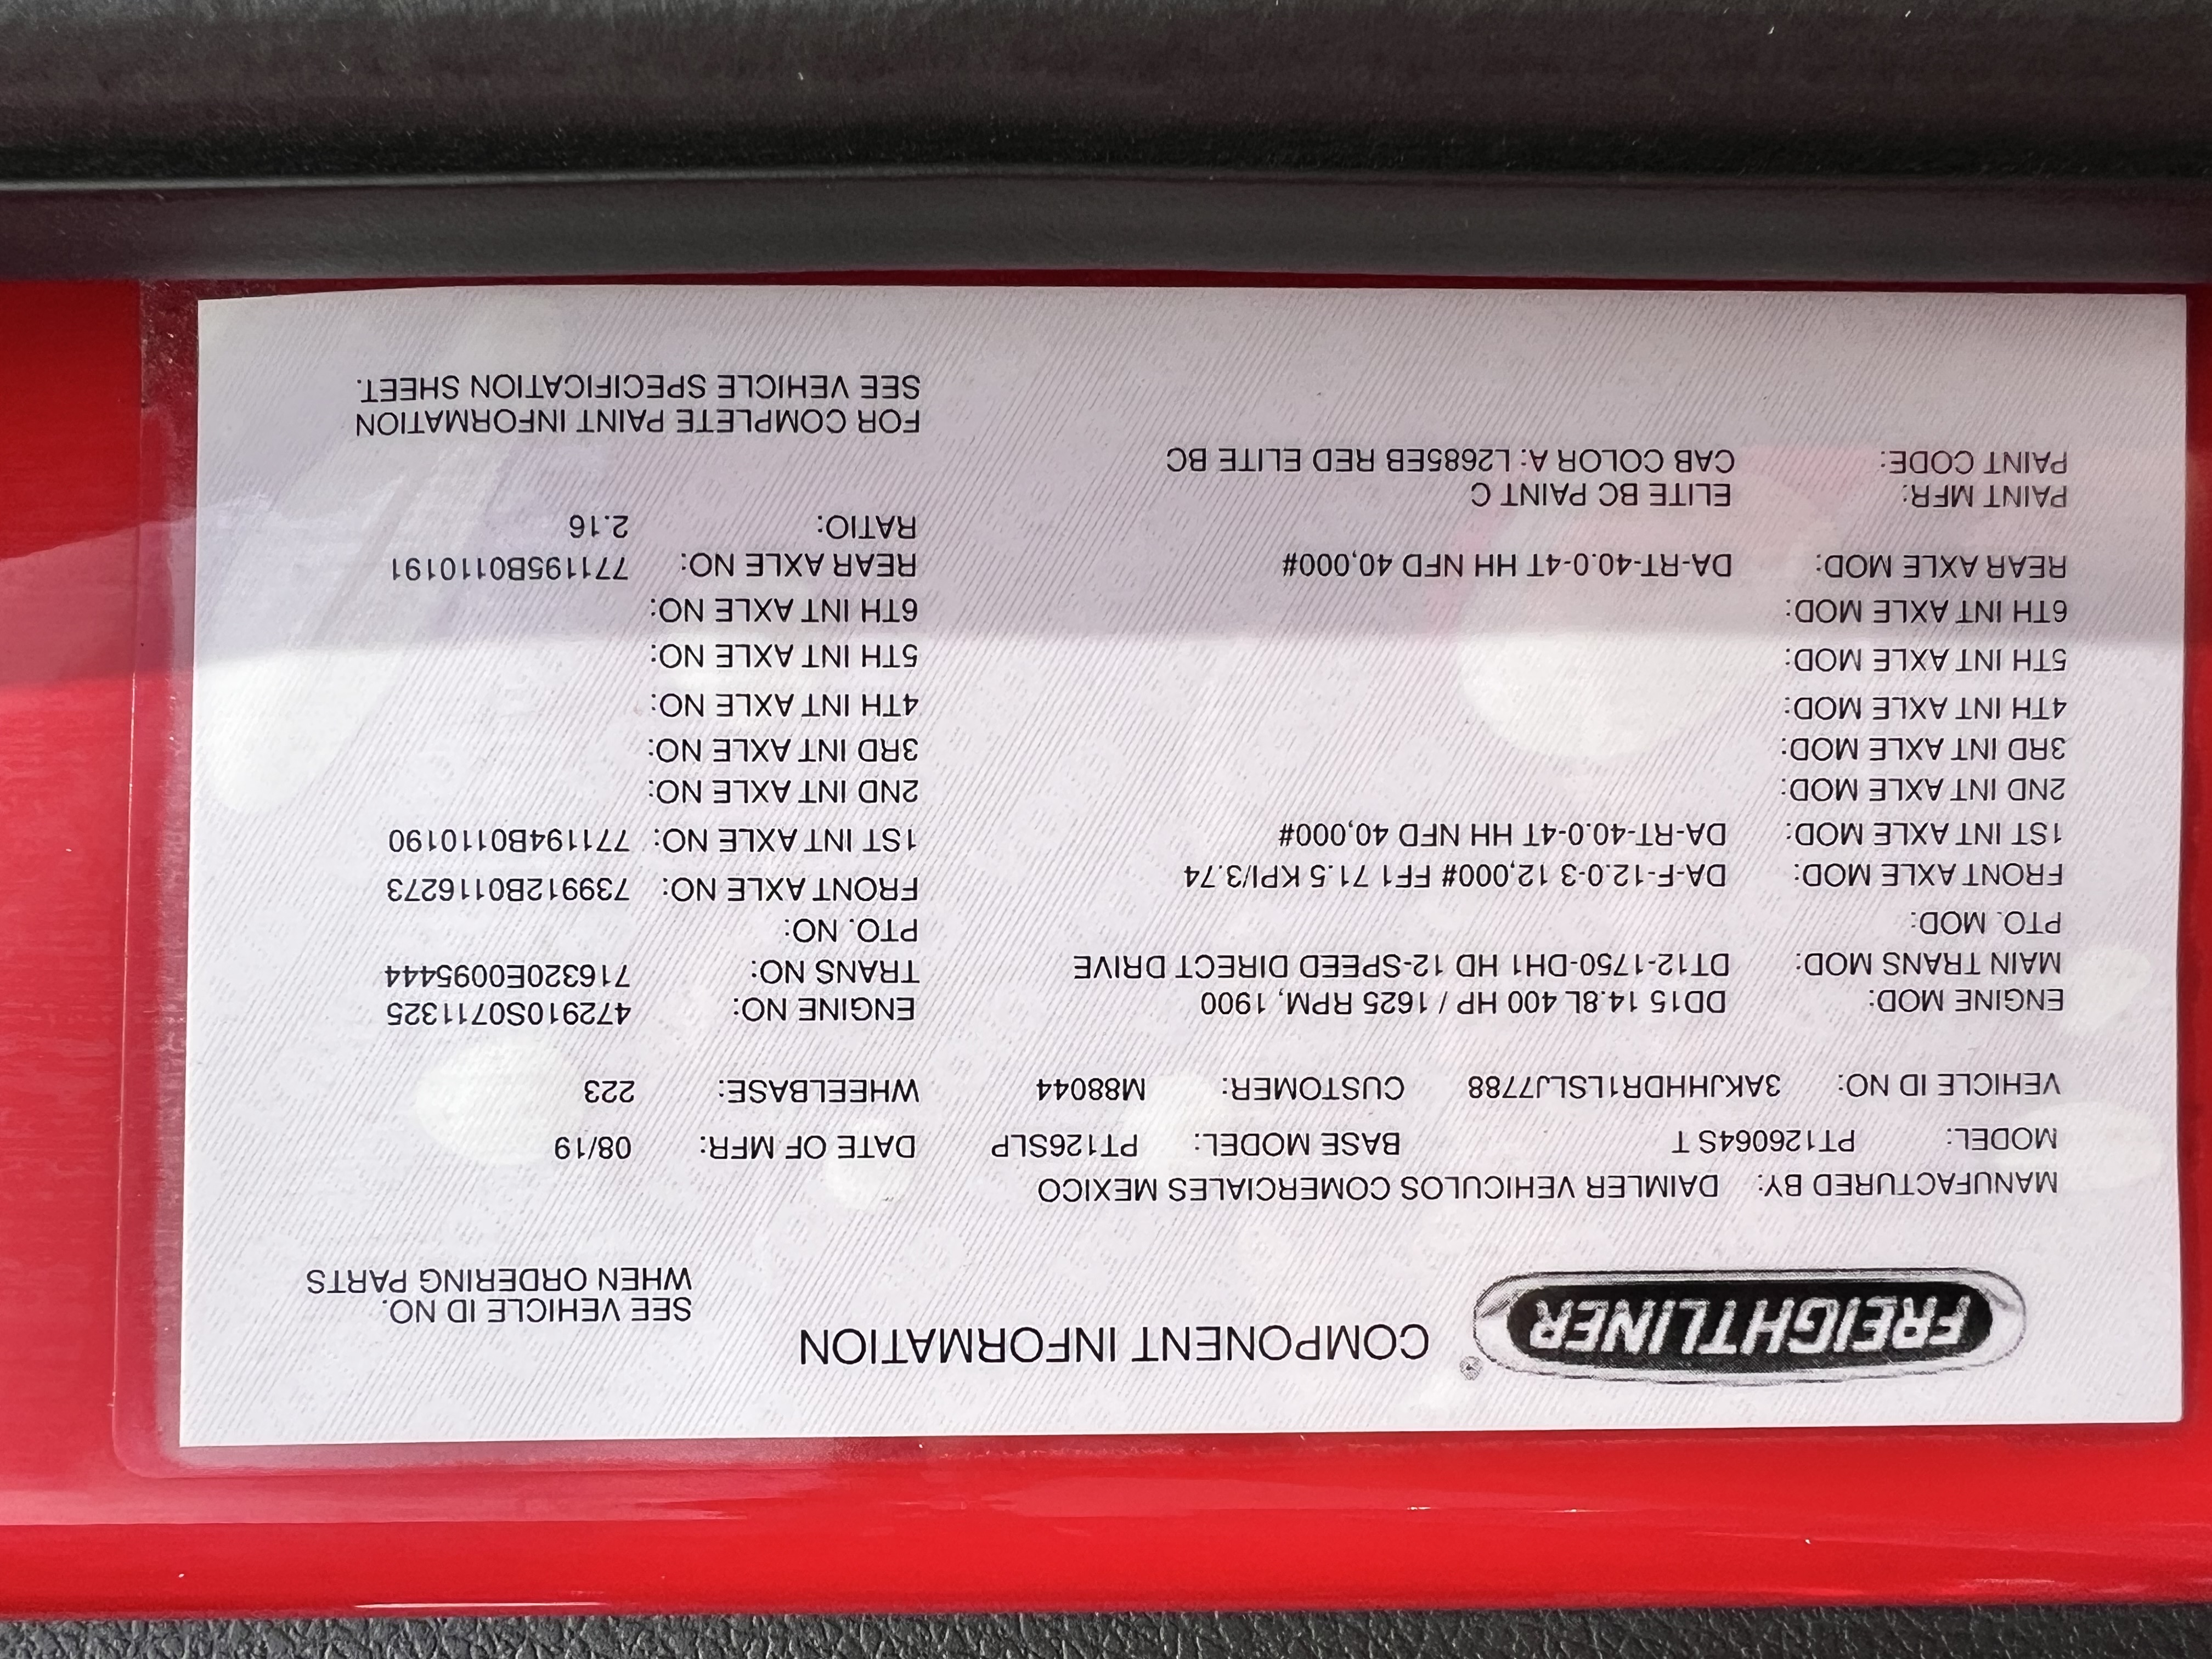 FREIGHTLINER® COMPONENT INFORMATION
SEE VEHICLE ID NO.
WHEN ORDERING PARTS
MANUFACTURED BY: DAIMLER VEHICULOS COMERCIALES MEXICO
MODEL: PT126064S T BASE MODEL: PT126SLP DATE OF MFR: 08/19
VEHICLE ID NO: 3AKJHHDR1LSLJ7788 CUSTOMER: M88044 WHEELBASE: 223
ENGINE MOD: DD15 14.8L 400 HP / 1625 RPM, 1900 ENGINE NO: 472910S0711325
MAIN TRANS MOD: DT12-1750-DH1 HD 12-SPEED DIRECT DRIVE TRANS NO: 716320E0095444
PTO. MOD: PTO. NO:
FRONT AXLE MOD: DA-F-12.0-3 12,000# FF1 71.5 KPI/3.74 FRONT AXLE NO: 739912B0116273
1ST INT AXLE MOD: DA-RT-40.0-4T HH NFD 40,000# 1ST INT AXLE NO: 771194B0110190
2ND INT AXLE MOD: 2ND INT AXLE NO:
3RD INT AXLE MOD: 3RD INT AXLE NO:
4TH INT AXLE MOD: 4TH INT AXLE NO:
5TH INT AXLE MOD: 5TH INT AXLE NO:
6TH INT AXLE MOD: 6TH INT AXLE NO:
REAR AXLE MOD: DA-RT-40.0-4T HH NFD 40,000# REAR AXLE NO: 771195B0110191
RATIO: 2.16
PAINT MFR: ELITE BC PAINT C
PAINT CODE: CAB COLOR A: L2685EB RED ELITE BC
FOR COMPLETE PAINT INFORMATION
SEE VEHICLE SPECIFICATION SHEET.